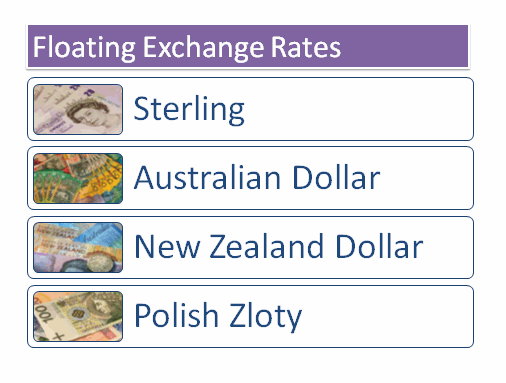 Floating Exchange Rates
Sterling
Australian Dollar
New Zealand Dollar
Polish Zloty